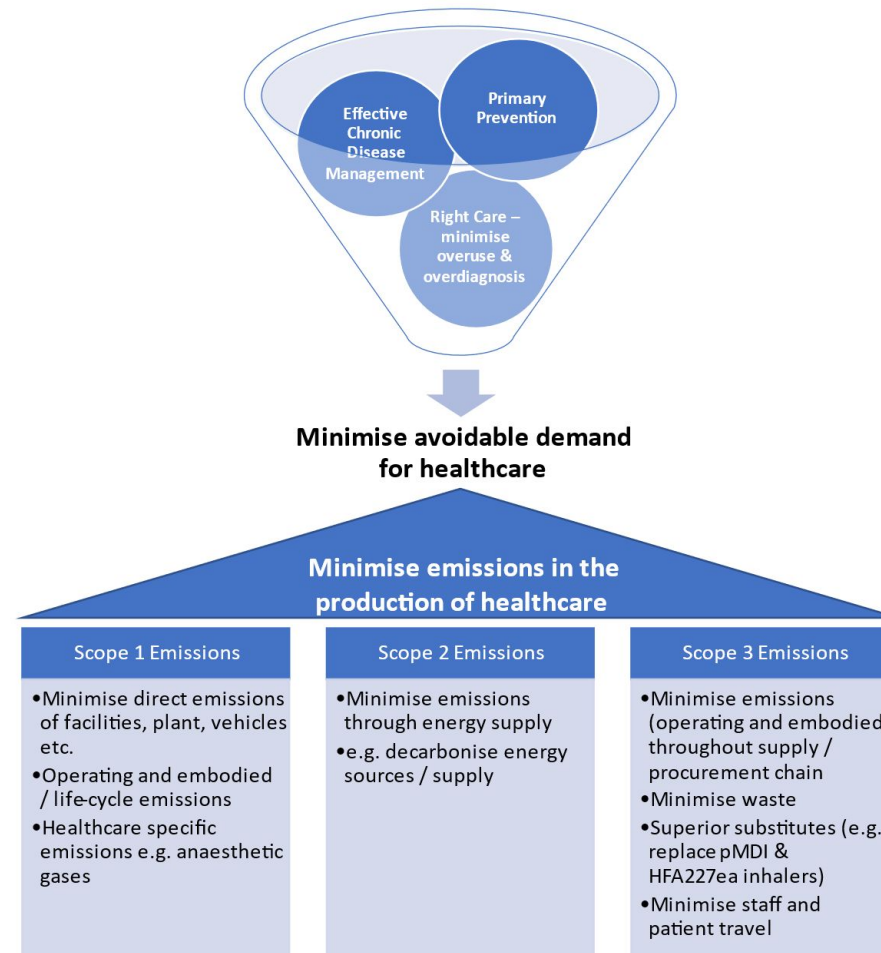 Effective
Chronic
Disease
Management
Primary
Prevention
Right Care –
minimise
overuse &
overdiagnosis
Minimise avoidable demand
for healthcare
Minimise emissions in the
production of healthcare
Scope 1 Emissions
•Minimise direct emissions
of facilities, plant, vehicles
etc.
•Operating and embodied
/ life-cycle emissions
•Healthcare specific
emissions e.g. anaesthetic
gases
Scope 2 Emissions
•Minimise emissions
through energy supply
•e.g. decarbonise energy
sources / supply
Scope 3 Emissions
•Minimise emissions
(operating and embodied
throughout supply /
procurement chain
•Minimise waste
•Superior substitutes (e.g.
replace pMDI &
HFA227ea inhalers)
•Minimise staff and
patient travel